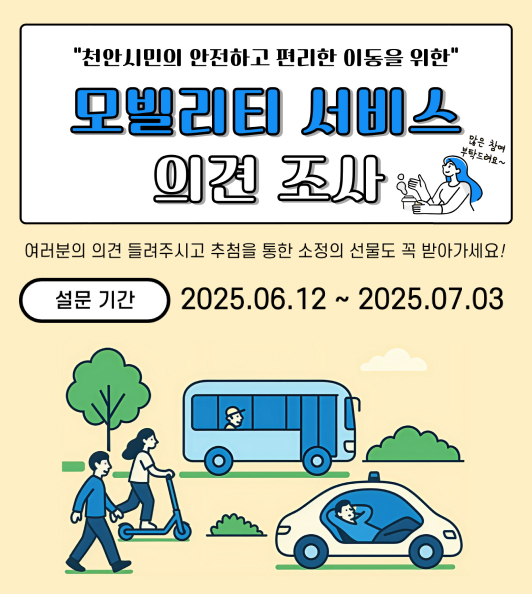 "천안시민의 안전하고 편리한 이동을 위한"
모빌리티 서비스
의견 조사
많은 참여
부탁드려요~
여러분의 의견 들려주시고 추첨을 통한 소정의 선물도 꼭 받아가세요!
설문 기간 2025.06.12 ~ 2025.07.03